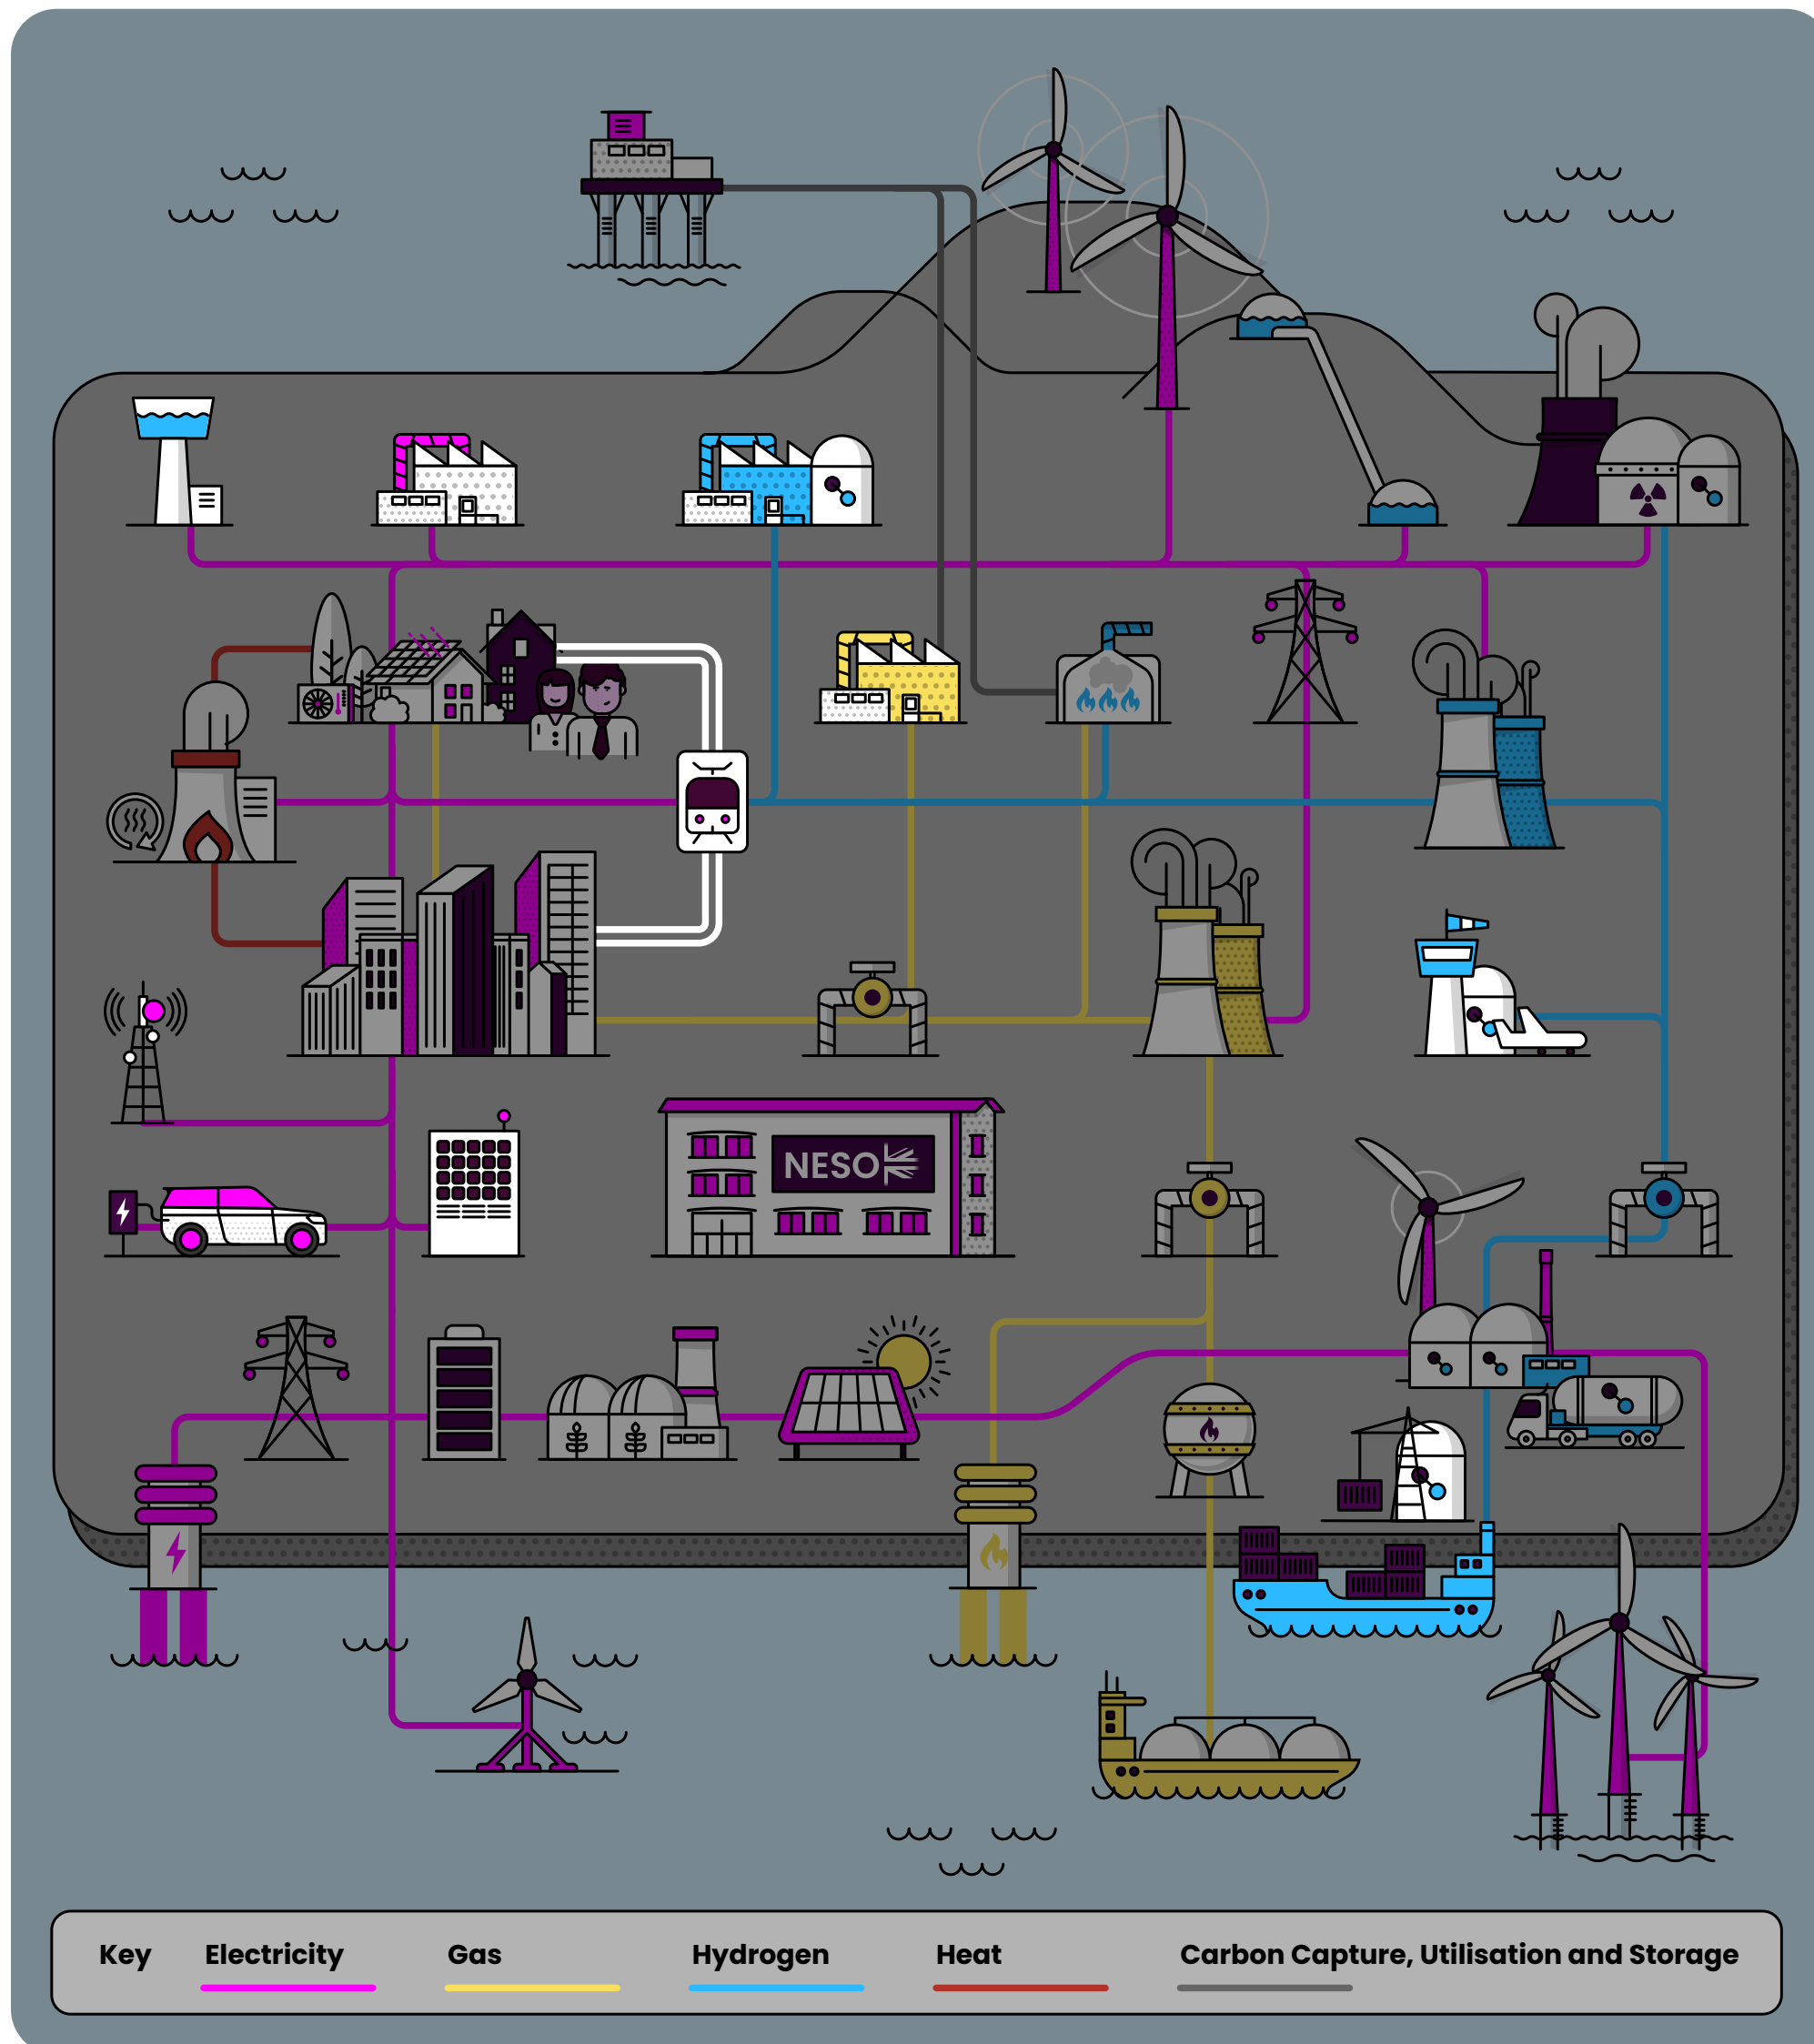 NESO
Key
Electricity
Gas
Hydrogen
Heat
Carbon Capture, Utilisation and Storage